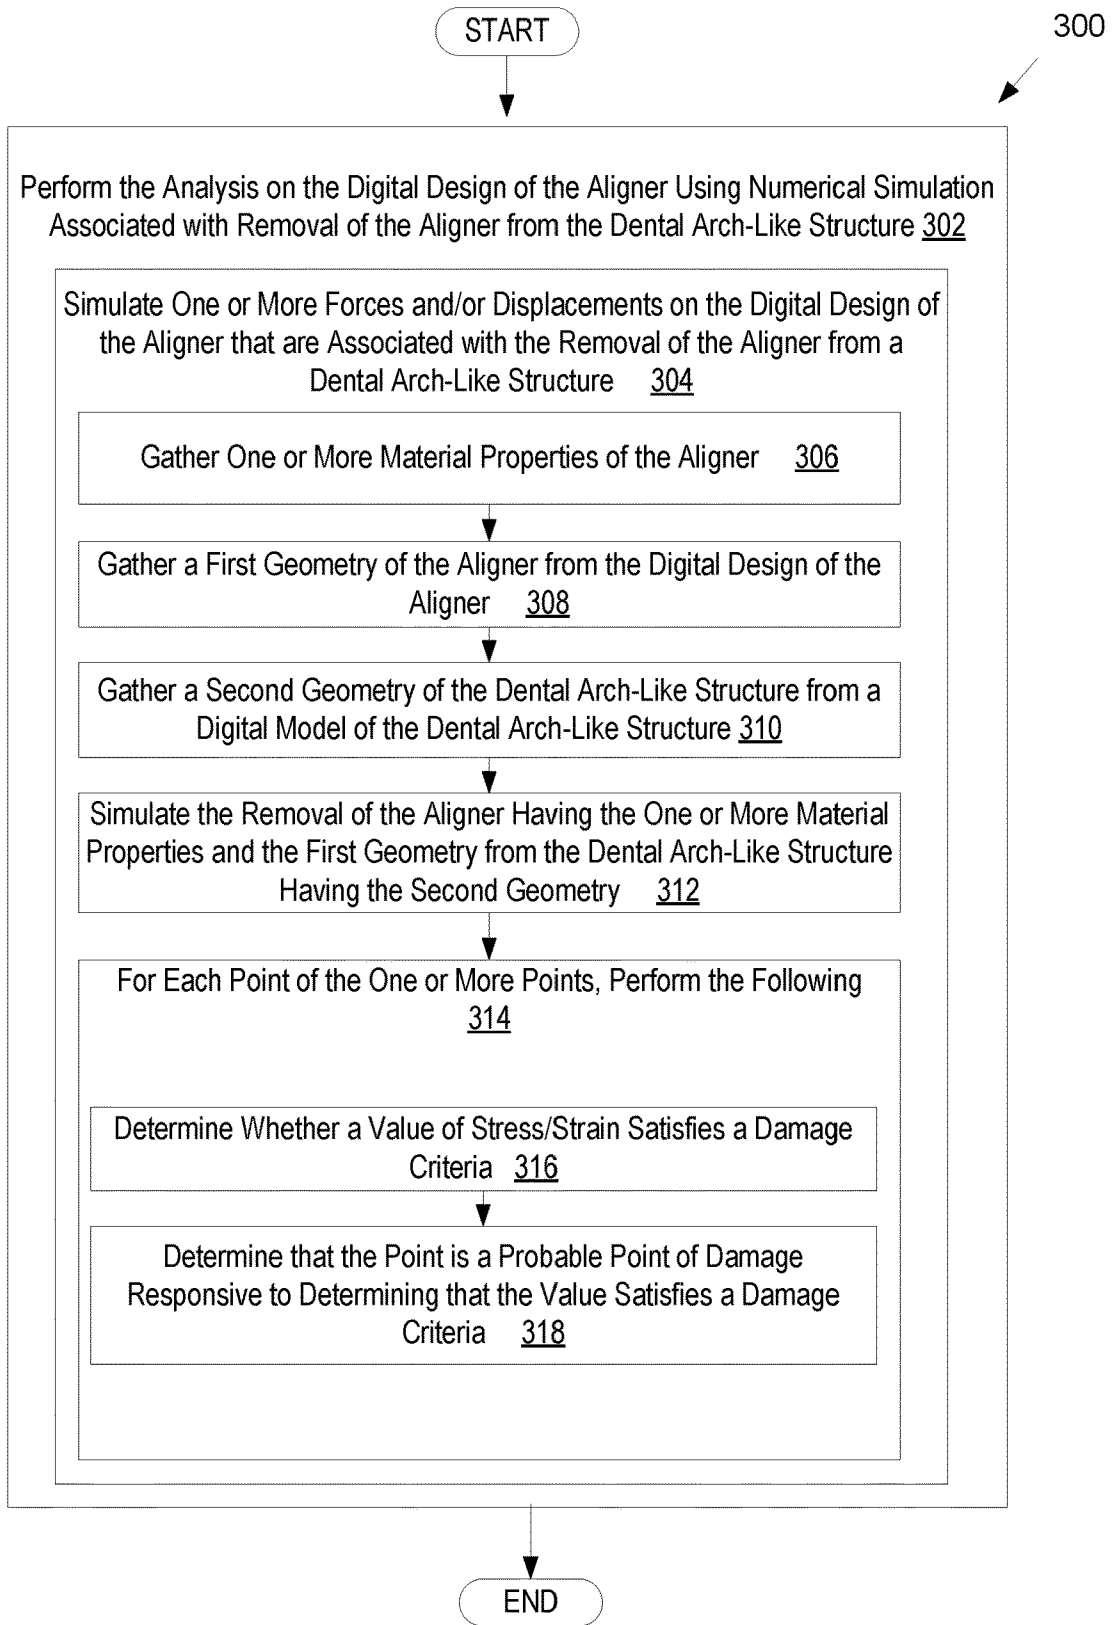 START
300
Perform the Analysis on the Digital Design of the Aligner Using Numerical Simulation
Associated with Removal of the Aligner from the Dental Arch-Like Structure 302
Simulate One or More Forces and/or Displacements on the Digital Design of
the Aligner that are Associated with the Removal of the Aligner from a
Dental Arch-Like Structure 304
Gather One or More Material Properties of the Aligner 306
Gather a First Geometry of the Aligner from the Digital Design of the
Aligner 308
Gather a Second Geometry of the Dental Arch-Like Structure from a
Digital Model of the Dental Arch-Like Structure 310
Simulate the Removal of the Aligner Having the One or More Material
Properties and the First Geometry from the Dental Arch-Like Structure
Having the Second Geometry 312
For Each Point of the One or More Points, Perform the Following
314
Determine Whether a Value of Stress/Strain Satisfies a Damage
Criteria 316
Determine that the Point is a Probable Point of Damage
Responsive to Determining that the Value Satisfies a Damage
Criteria 318
END